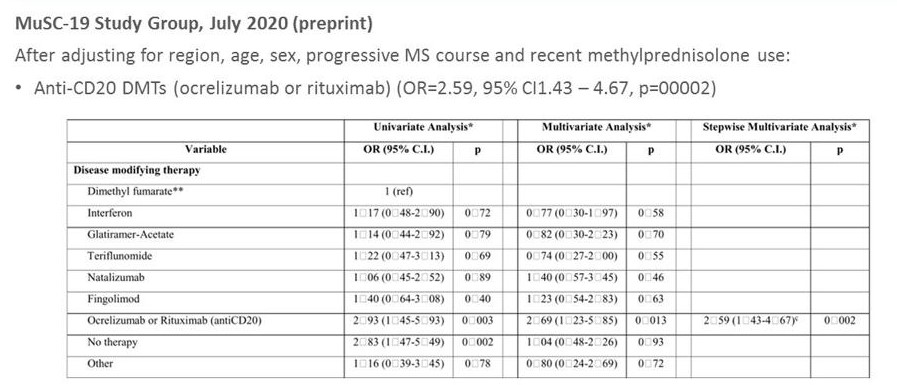 MuSC-19 Study Group, July 2020 (preprint)
After adjusting for region, age, sex, progressive MS course and recent methylprednisolone use:
• Anti-CD20 DMTs (ocrelizumab or rituximab) (OR=2.59, 95% CI1.43 – 4.67, p=00002)
Univariate Analysis* Multivariate Analysis* Stepwise Multivariate Analysis*
Variable OR (95% C.I.) p OR (95% C.I.) p OR (95% C.I.) p
Disease modifying therapy
Dimethyl fumarate** 1 (ref)
Interferon 1□17 (0□48-2□90) 0□72 0□77 (0□30-1□97) 0□58
Glatiramer-Acetate 1□14 (0□44-2□92) 0□79 0□82 (0□30-2□23) 0□70
Teriflunomide 1□22 (0□47-3□13) 0□69 0□74 (0□27-2□00) 0□55
Natalizumab 1□06 (0□45-2□52) 0□89 1□40 (0□57-3□45) 0□46
Fingolimod 1□40 (0□64-3□08) 0□40 1□23 (0□54-2□83) 0□63
Ocrelizumab or Rituximab (antiCD20) 2□93 (1□45-5□93) 0□003 2□69 (1□23-5□85) 0□013 2□59 (1□43-4□67)ᶜ 0□002
No therapy 2□83 (1□47-5□49) 0□002 1□04 (0□48-2□26) 0□93
Other 1□16 (0□39-3□45) 0□78 0□80 (0□24-2□69) 0□72